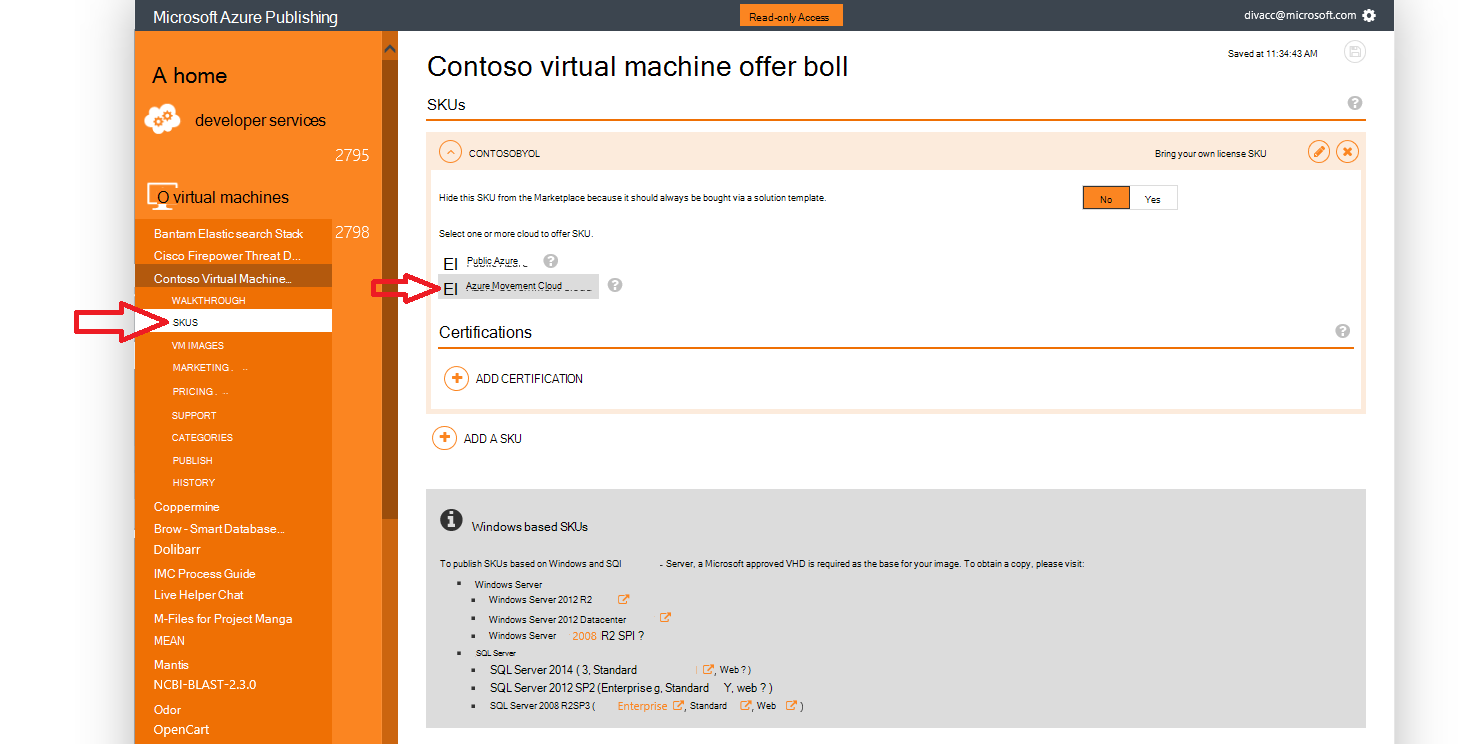 Microsoft Azure Publishing
Read-only Access
divacc@microsoft.com
A home
developer services
2795
O virtual machines
2798
Bantam Elastic search Stack
Cisco Firepower Threat D...
Contoso Virtual Machine...
WALKTHROUGH
SKUS
VM IMAGES
MARKETING .
PRICING .
SUPPORT
CATEGORIES
PUBLISH
HISTORY
Coppermine
Brow - Smart Database...
Dolibarr
IMC Process Guide
Live Helper Chat
M-Files for Project Manga
MEAN
Mantis
NCBI-BLAST-2.3.0
Odor
OpenCart
Saved at 11:34:43 AM
Contoso virtual machine offer boll
SKUs
CONTOSOBYOL
Bring your own license SKU
Hide this SKU from the Marketplace because it should always be bought via a solution template.
No Yes
Select one or more cloud to offer SKU.
EI Public Azure
EI Azure Movement Cloud
Certifications
ADD CERTIFICATION
ADD A SKU
Windows based SKUs
To publish SKUs based on Windows and SQl - Server, a Microsoft approved VHD is required as the base for your image. To obtain a copy, please visit:
Windows Server
Windows Server 2012 R2
Windows Server 2012 Datacenter
Windows Server 2008 R2 SPI ?
SQL Server
SQL Server 2014 ( 3, Standard l , Web ? )
SQL Server 2012 SP2 (Enterprise g, Standard Y, web ? )
SQL Server 2008 R2SP3 ( Enterprise , Standard , Web )